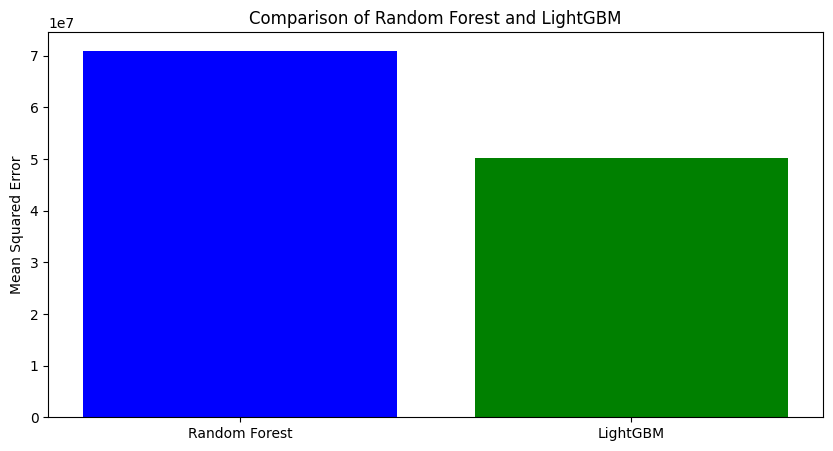 Comparison of Random Forest and LightGBM
1e7
7
6
5
4
3
2
1
0
Mean Squared Error
Random Forest
LightGBM